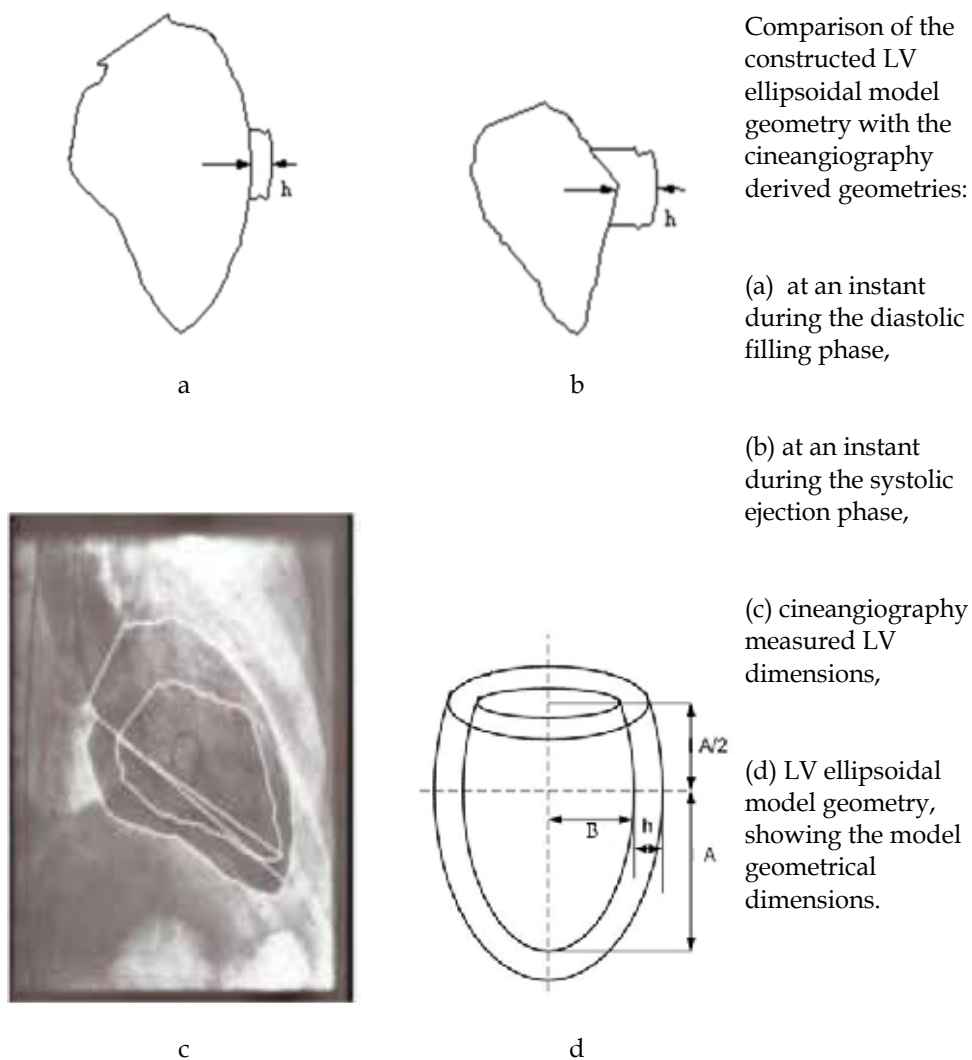 Comparison of the
constructed LV
ellipsoidal model
geometry with the
cineangiography
derived geometries:
(a) at an instant
during the diastolic
filling phase,
(b) at an instant
during the systolic
ejection phase,
(c) cineangiography
measured LV
dimensions,
(d) LV ellipsoidal
model geometry,
showing the model
geometrical
dimensions.
h
a
h
b
c
A/2
B
h
A
d